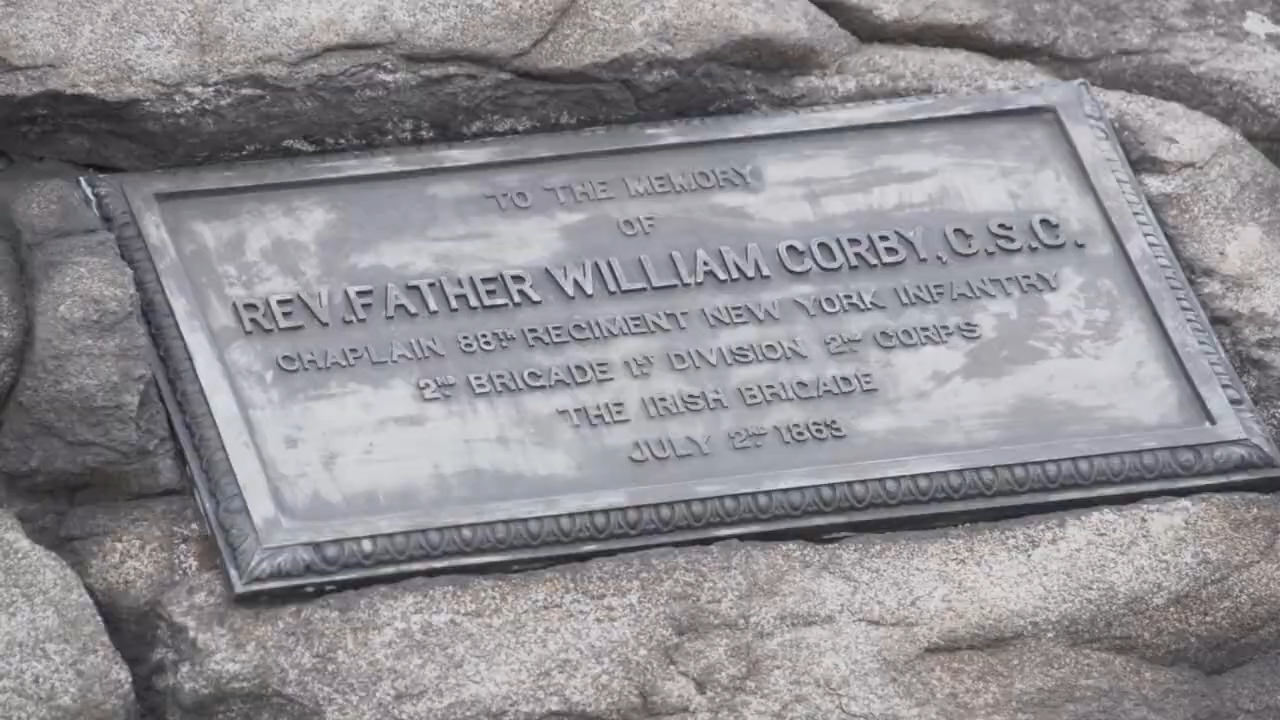 TO THE MEMORY
OF
REV. FATHER WILLIAM CORBY, C.S.C.
CHAPLAIN 88TH REGIMENT NEW YORK INFANTRY
2ND BRIGADE 1ST DIVISION 2ND CORPS
THE IRISH BRIGADE
JULY 2ND 1863